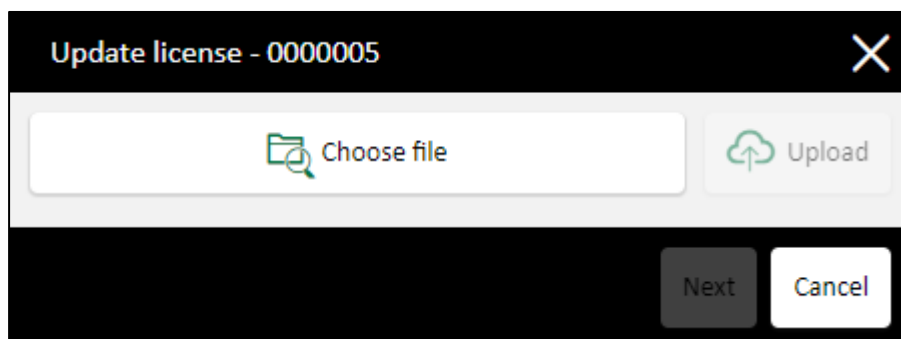 Update license - 0000005
Choose file
Upload
Next
Cancel